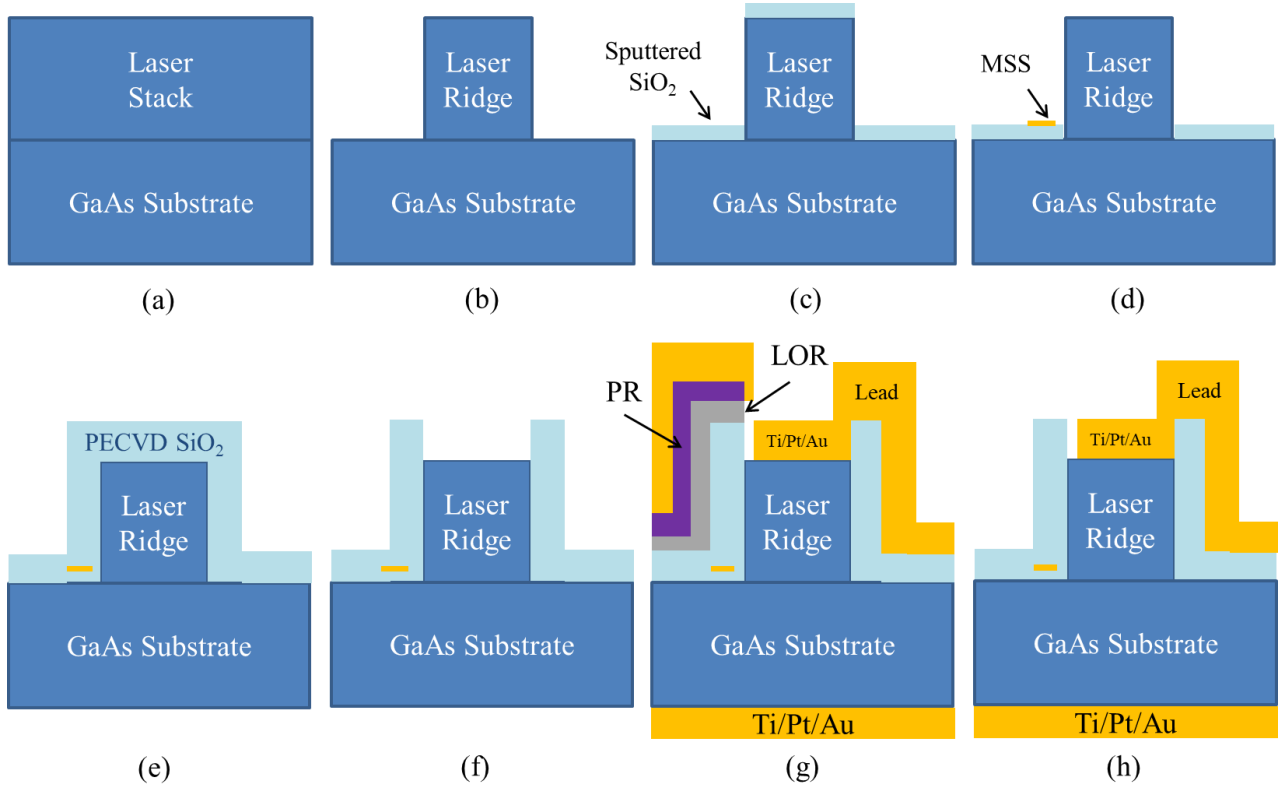 Laser
Stack
GaAs Substrate
(a)
Laser
Ridge
GaAs Substrate
(b)
Sputtered
SiO₂
Laser
Ridge
GaAs Substrate
(c)
MSS
Laser
Ridge
GaAs Substrate
(d)
PECVD SiO₂
Laser
Ridge
GaAs Substrate
(e)
Laser
Ridge
GaAs Substrate
(f)
PR
LOR
Lead
Ti/Pt/Au
Laser
Ridge
GaAs Substrate
Ti/Pt/Au
(g)
Lead
Ti/Pt/Au
Laser
Ridge
GaAs Substrate
Ti/Pt/Au
(h)